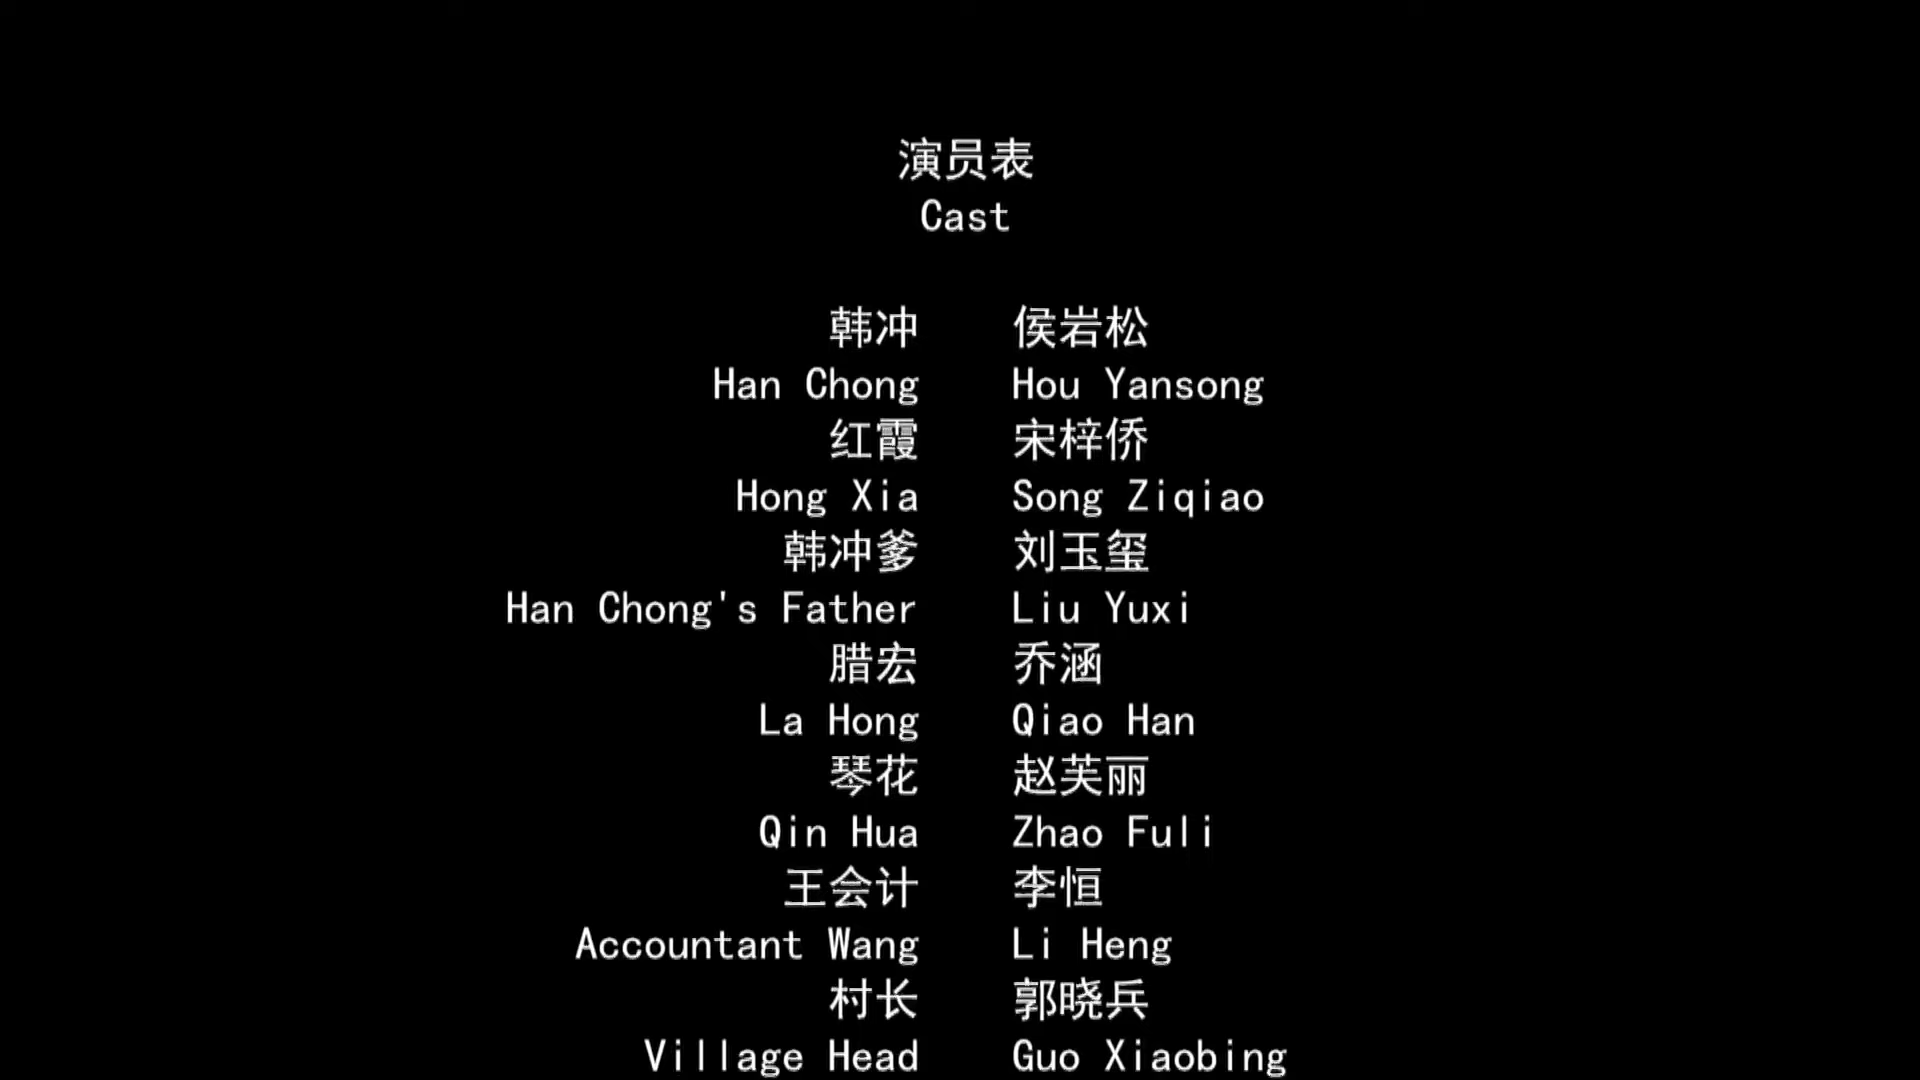 演员表
Cast
韩冲 侯岩松
Han Chong Hou Yansong
红霞 宋梓侨
Hong Xia Song Ziqiao
韩冲爹 刘玉玺
Han Chong's Father Liu Yuxi
腊宏 乔涵
La Hong Qiao Han
琴花 赵芙丽
Qin Hua Zhao Fuli
王会计 李恒
Accountant Wang Li Heng
村长 郭晓兵
Village Head Guo Xiaobing